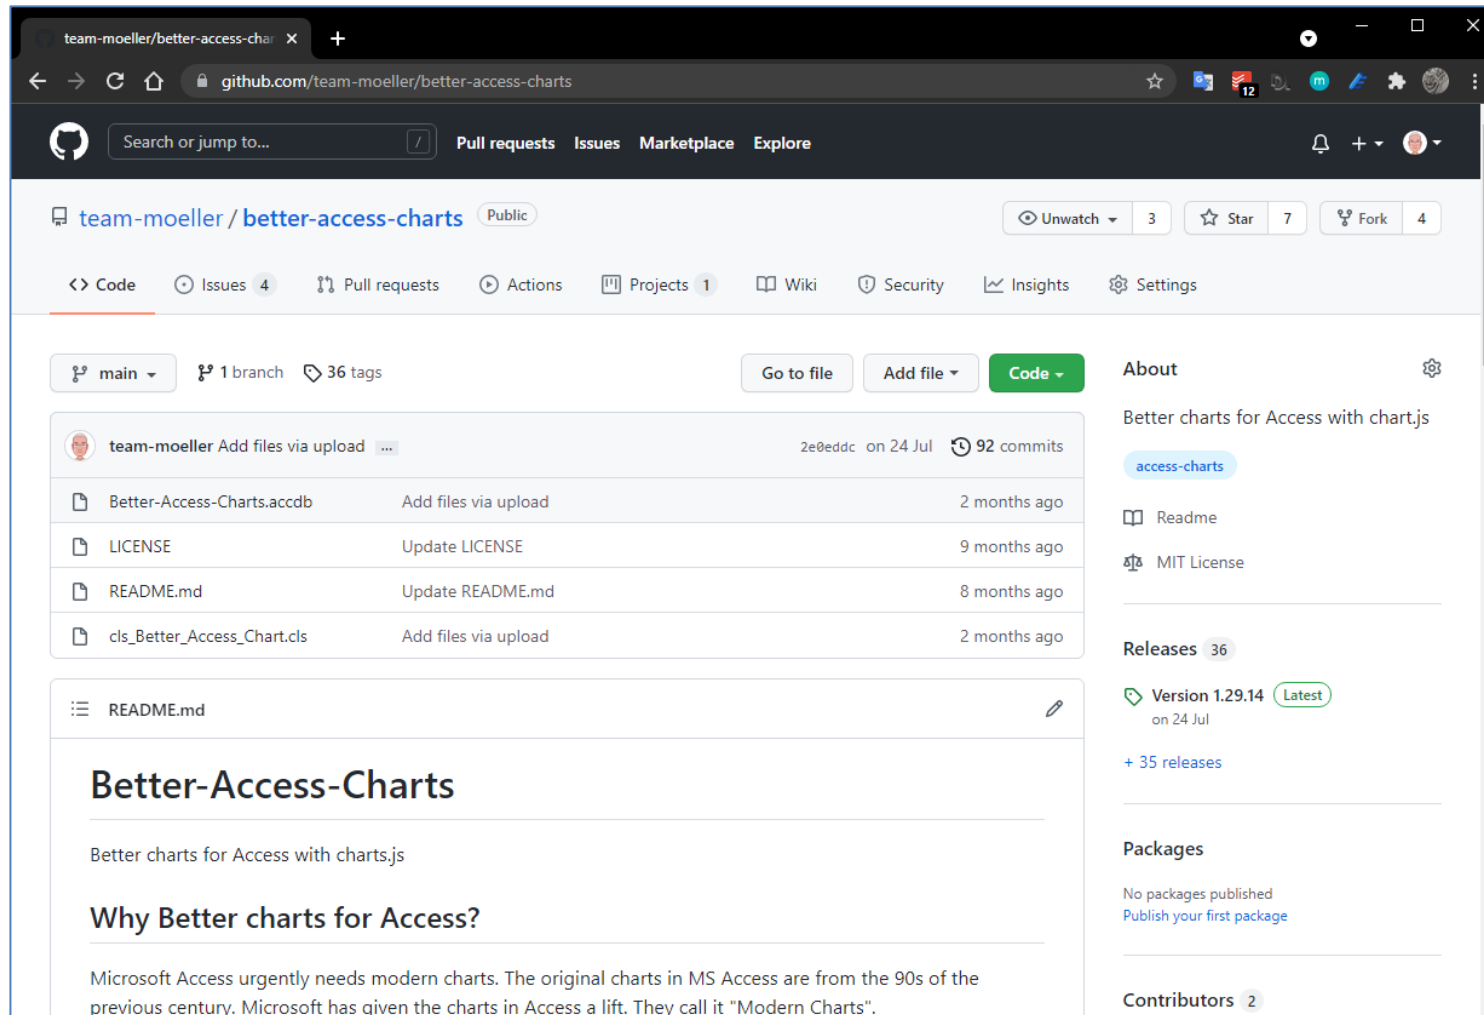 team-moeller/better-access-char
github.com/team-moeller/better-access-charts
12
m
Search or jump to...
/
Pull requests Issues Marketplace Explore
team-moeller / better-access-charts Public
Unwatch 3 Star 7 Fork 4
Code Issues 4 Pull requests Actions Projects 1 Wiki Security Insights Settings
main 1 branch 36 tags Go to file Add file Code
team-moeller Add files via upload ... 2e0eddc on 24 Jul 92 commits
Better-Access-Charts.accdb Add files via upload 2 months ago
LICENSE Update LICENSE 9 months ago
README.md Update README.md 8 months ago
cls_Better_Access_Chart.cls Add files via upload 2 months ago
README.md
Better-Access-Charts
Better charts for Access with charts.js
Why Better charts for Access?
Microsoft Access urgently needs modern charts. The original charts in MS Access are from the 90s of the
previous century. Microsoft has given the charts in Access a lift. They call it "Modern Charts".
About
Better charts for Access with chart.js
access-charts
Readme
MIT License
Releases 36
Version 1.29.14 Latest
on 24 Jul
+ 35 releases
Packages
No packages published
Publish your first package
Contributors 2